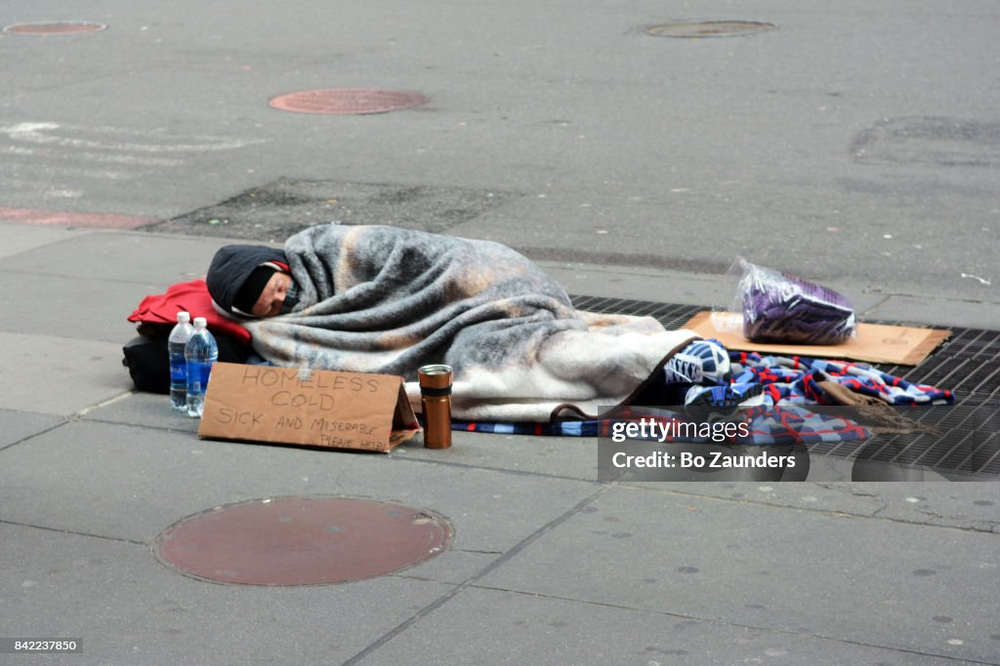 HOMELESS
COLD
SICK AND MISERABLE
PLEASE HELP!
gettyimages
Credit: Bo Zaunders
842237850